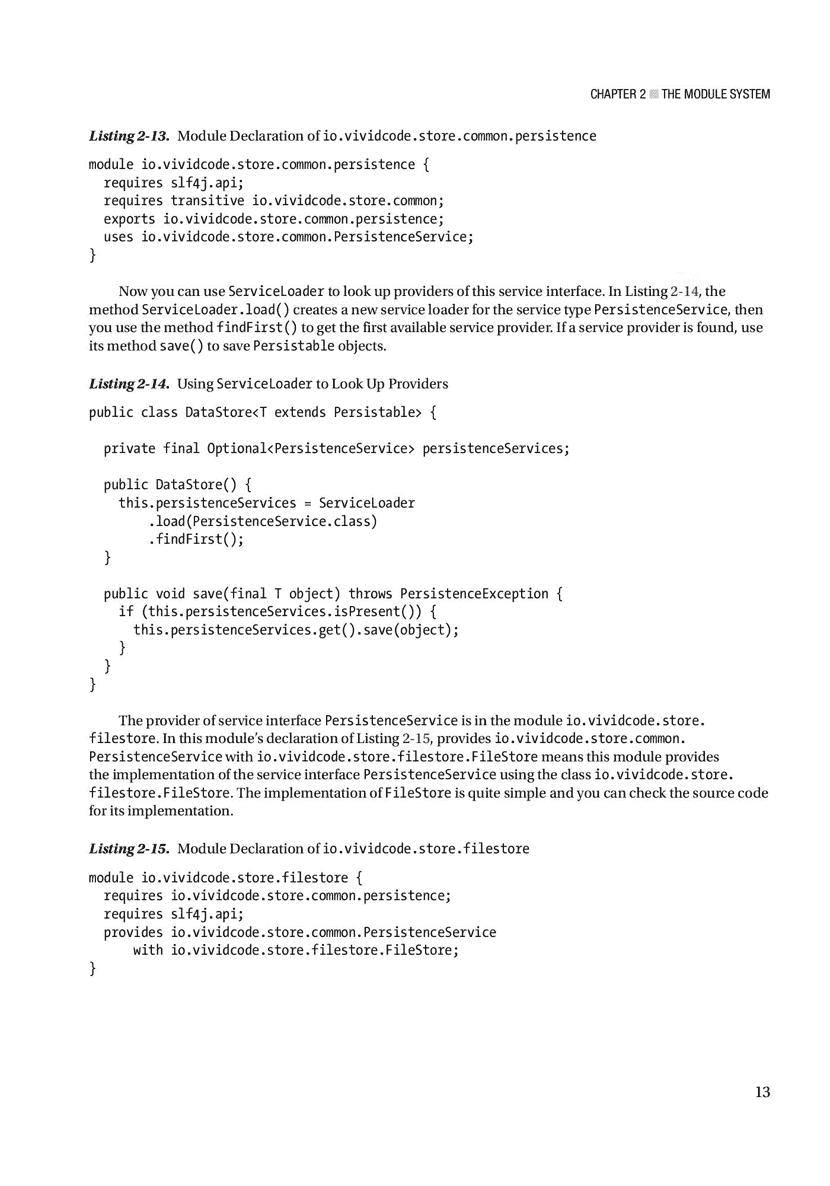 CHAPTER 2 ▒ THE MODULE SYSTEM
Listing 2-13. Module Declaration of io.vividcode.store.common.persistence
module io.vividcode.store.common.persistence {
  requires slf4j.api;
  requires transitive io.vividcode.store.common;
  exports io.vividcode.store.common.persistence;
  uses io.vividcode.store.common.PersistenceService;
}
Now you can use ServiceLoader to look up providers of this service interface. In Listing 2-14, the
method ServiceLoader.load() creates a new service loader for the service type PersistenceService, then
you use the method findFirst() to get the first available service provider. If a service provider is found, use
its method save() to save Persistable objects.
Listing 2-14. Using ServiceLoader to Look Up Providers
public class DataStore<T extends Persistable> {
  private final Optional<PersistenceService> persistenceServices;
  public DataStore() {
    this.persistenceServices = ServiceLoader
        .load(PersistenceService.class)
        .findFirst();
  }
  public void save(final T object) throws PersistenceException {
    if (this.persistenceServices.isPresent()) {
      this.persistenceServices.get().save(object);
    }
  }
}
The provider of service interface PersistenceService is in the module io.vividcode.store.
filestore. In this module's declaration of Listing 2-15, provides io.vividcode.store.common.
PersistenceService with io.vividcode.store.filestore.FileStore means this module provides
the implementation of the service interface PersistenceService using the class io.vividcode.store.
filestore.FileStore. The implementation of FileStore is quite simple and you can check the source code
for its implementation.
Listing 2-15. Module Declaration of io.vividcode.store.filestore
module io.vividcode.store.filestore {
  requires io.vividcode.store.common.persistence;
  requires slf4j.api;
  provides io.vividcode.store.common.PersistenceService
      with io.vividcode.store.filestore.FileStore;
}
13